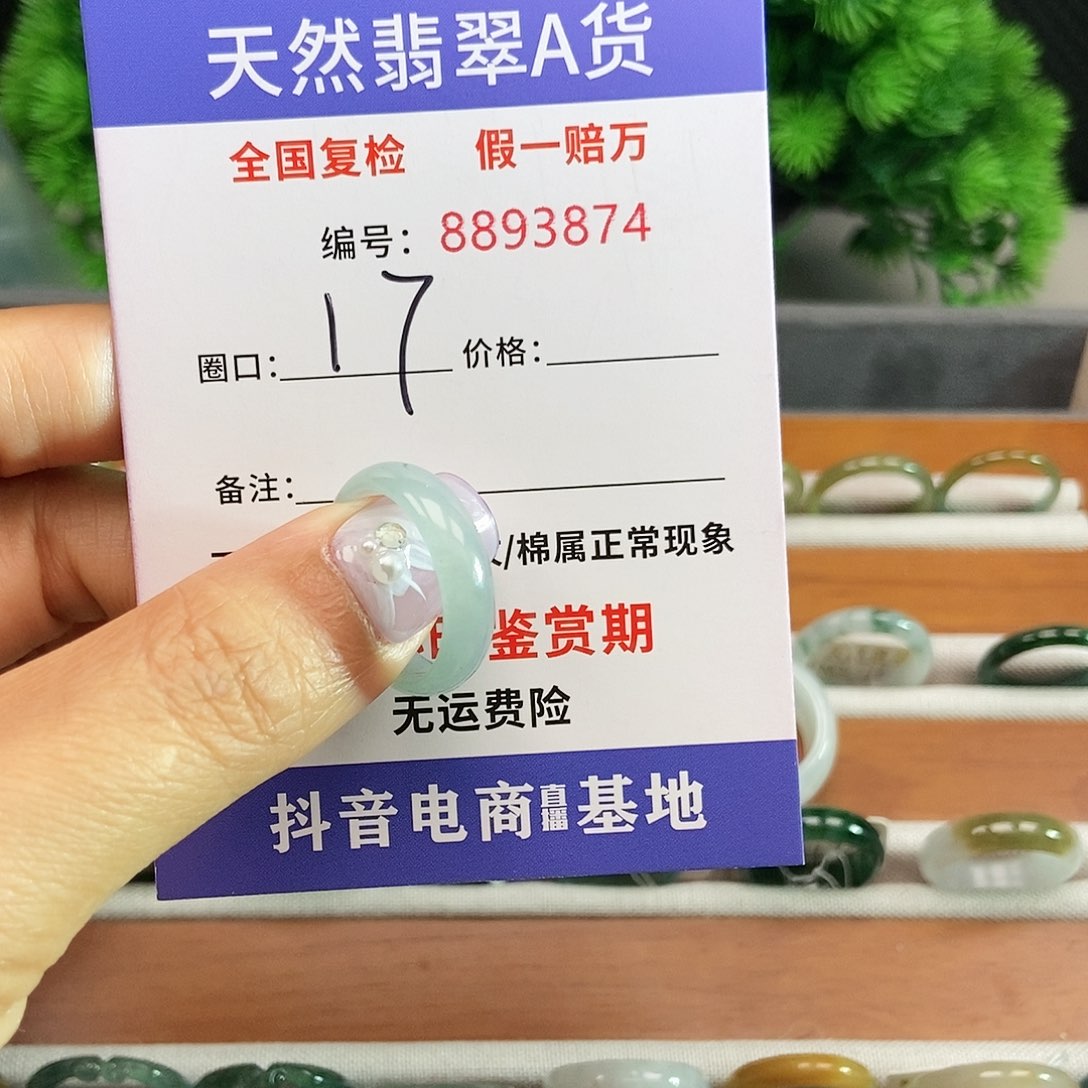 天然翡翠A货
全国复检 假一赔万
编号：8893874
圈口：17 价格：
备注：
/棉属正常现象
鉴赏期
无运费险
抖音电商直播基地